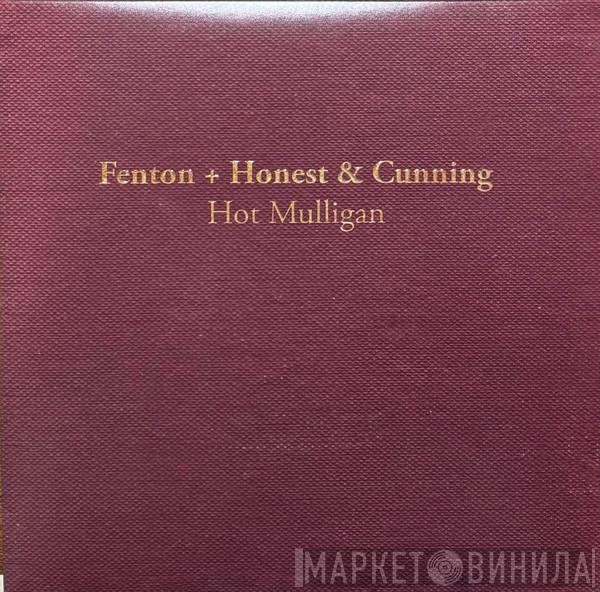 Fenton + Honest & Cunning
Hot Mulligan
МАРКЕТ ВИНИЛА